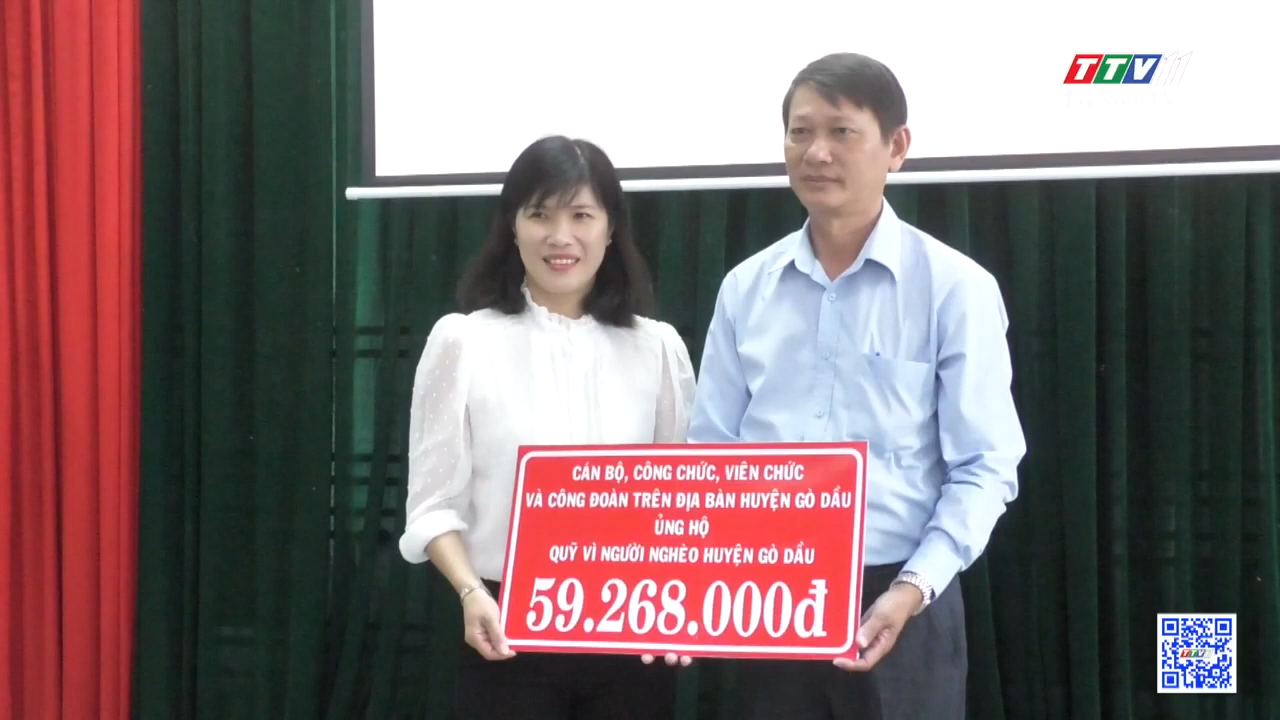 TTV11
CÁN BỘ, CÔNG CHỨC, VIÊN CHỨC
VÀ CÔNG ĐOÀN TRÊN ĐỊA BÀN HUYỆN GÒ DẦU
ỦNG HỘ
QUỸ VÌ NGƯỜI NGHÈO HUYỆN GÒ DẦU
59.268.000đ